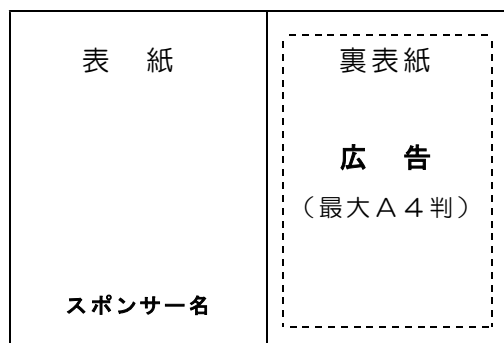 表　紙
スポンサー名
裏表紙
広　告
（最大Ａ４判）